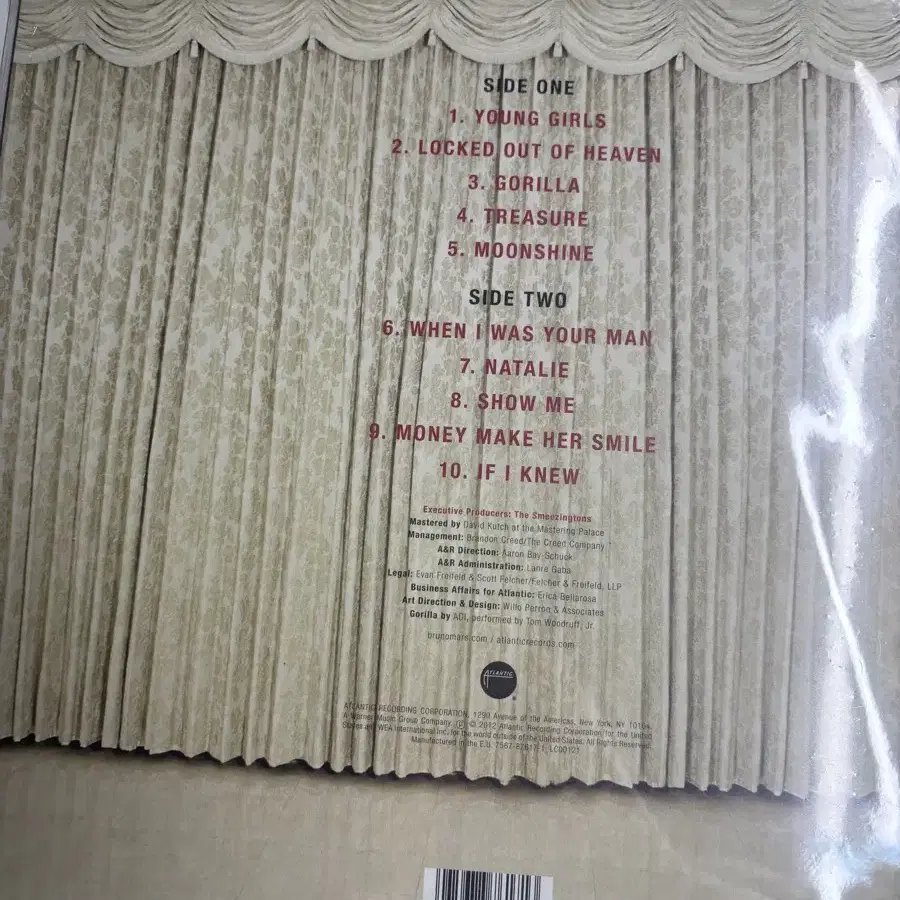 SIDE ONE
1. YOUNG GIRLS
2. LOCKED OUT OF HEAVEN
3. GORILLA
4. TREASURE
5. MOONSHINE
SIDE TWO
6. WHEN I WAS YOUR MAN
7. NATALIE
8. SHOW ME
9. MONEY MAKE HER SMILE
10. IF I KNEW
Executive Producers: The Smeezingtons
Mastered by David Kutch at the Mastering Palace
Management: Brandon Creed/The Creed Company
A&R Direction: Aaron Bay-Schuck
A&R Administration: Lanre Gaba
Legal: Evan Freifeld & Scott Felcher/Felcher & Freifeld, LLP
Business Affairs for Atlantic: Erica Bellarosa
Art Direction & Design: Willo Perron & Associates
Gorilla by ADI, performed by Tom Woodruff, Jr.
brunomars.com / atlanticrecords.com
ATLANTIC
ATLANTIC RECORDING CORPORATION, 1290 Avenue of the Americas, New York, NY 10104.
A Warner Music Group Company. ℗ © 2012 Atlantic Recording Corporation for the United
States and WEA International Inc. for the world outside of the United States. All Rights Reserved.
Manufactured in the E.U. LC00121